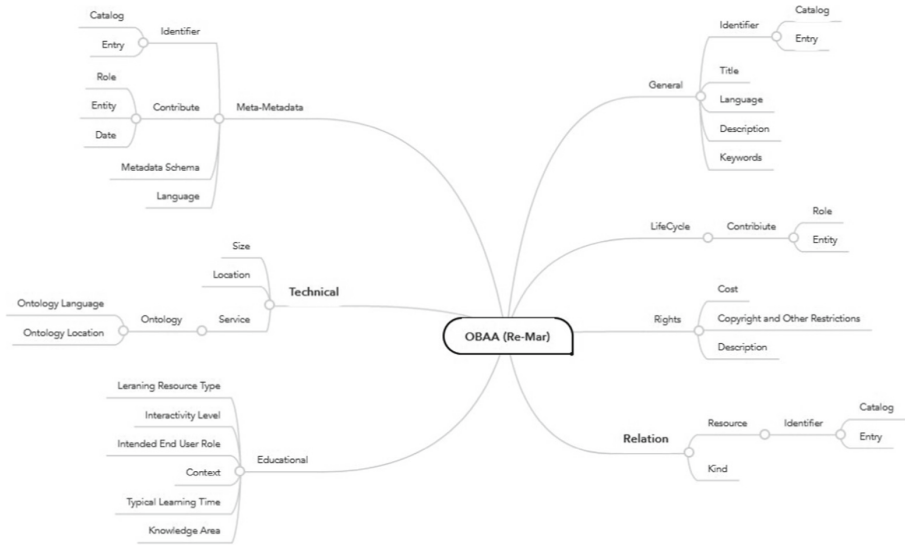 Catalog
Identifier
Entry
Role
Entity
Contribute
Date
Meta-Metadata
Metadata Schema
Language
Size
Location
Technical
Ontology Language
Ontology
Service
Ontology Location
Leraning Resource Type
Interactivity Level
Intended End User Role
Educational
Context
Typical Learning Time
Knowledge Area
OBAA (Re-Mar)
Catalog
Identifier
Entry
Title
General
Language
Description
Keywords
Role
LifeCycle
Contribiute
Entity
Cost
Rights
Copyright and Other Restrictions
Description
Catalog
Resource
Identifier
Entry
Relation
Kind